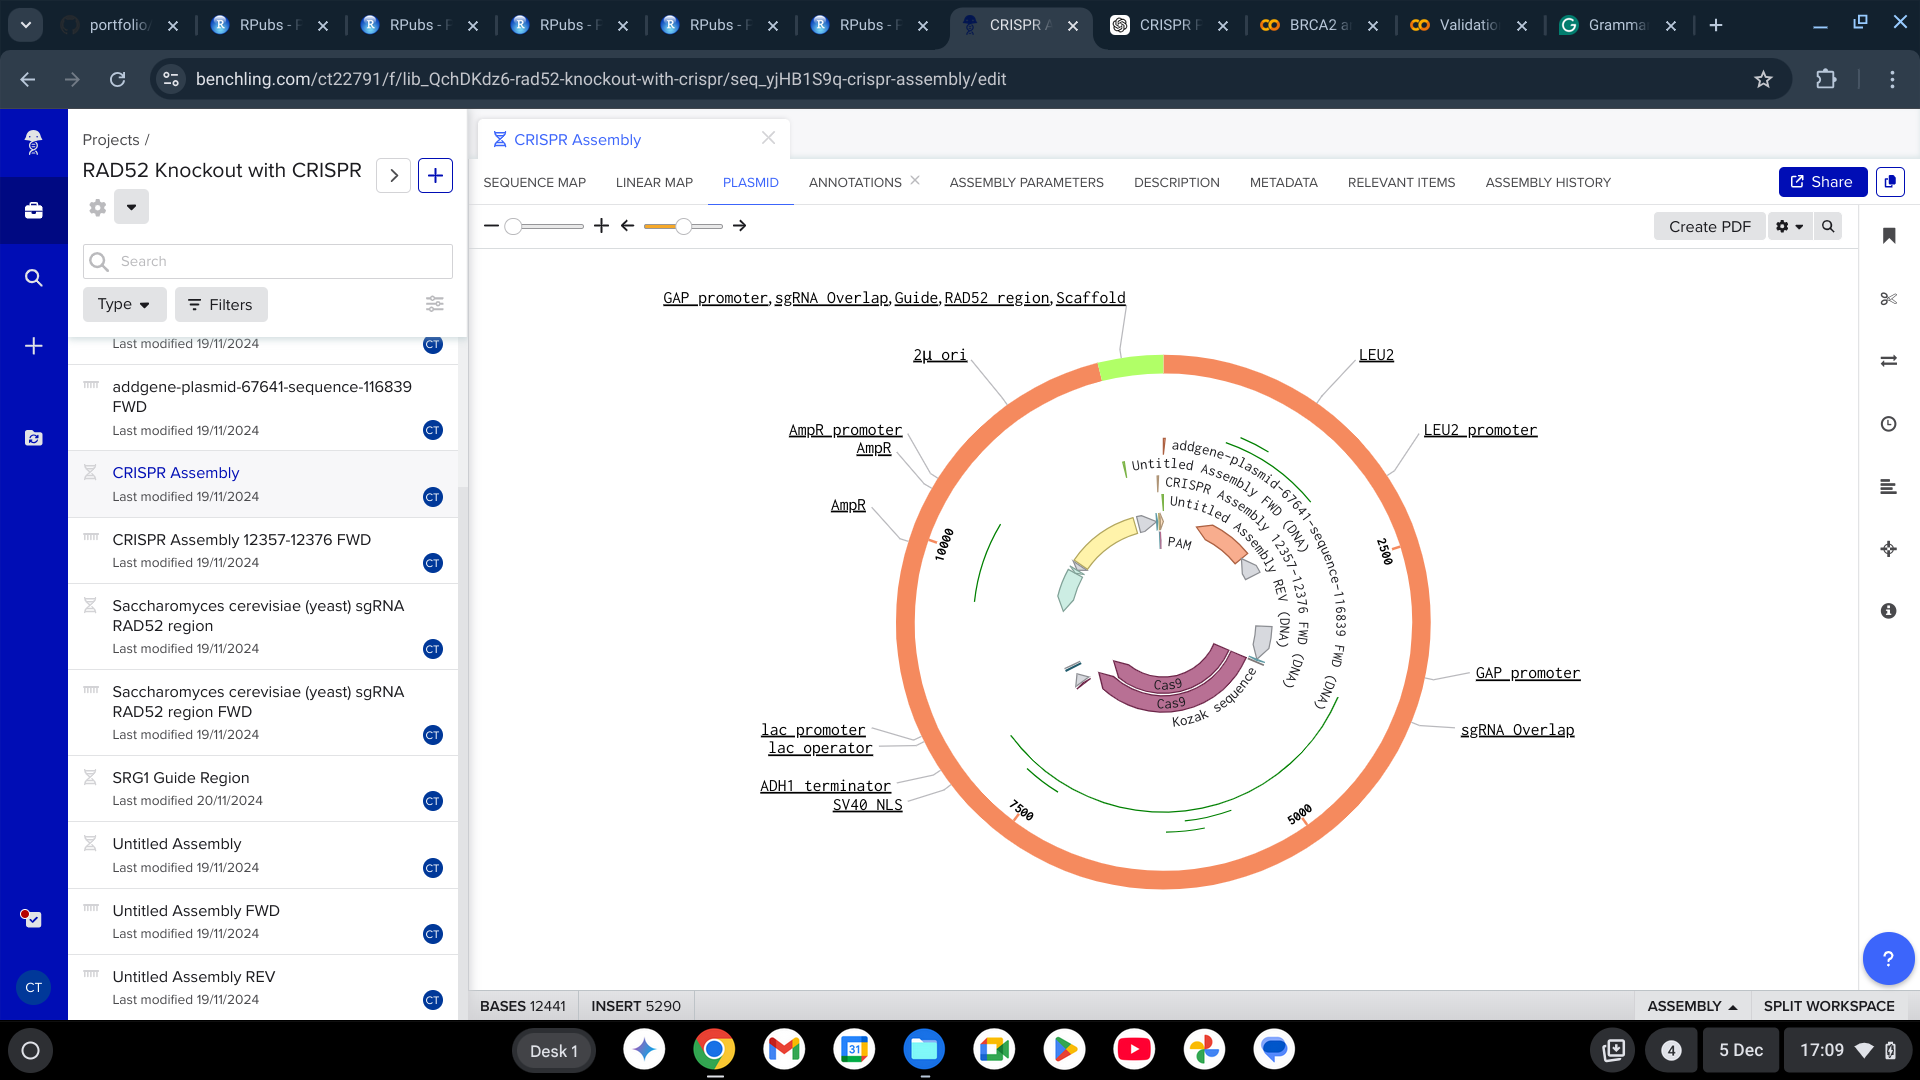 portfolio/
RPubs - F
RPubs - F
RPubs - F
RPubs - F
RPubs - F
CRISPR A
CRISPR F
BRCA2 a
Validatio
Gramma
benchling.com/ct22791/f/lib_QchDKdz6-rad52-knockout-with-crispr/seq_yjHB1S9q-crispr-assembly/edit
Projects /
RAD52 Knockout with CRISPR
Search
Type
Filters
Last modified 19/11/2024
CT
addgene-plasmid-67641-sequence-116839
FWD
Last modified 19/11/2024
CT
CRISPR Assembly
Last modified 19/11/2024
CT
CRISPR Assembly 12357-12376 FWD
Last modified 19/11/2024
CT
Saccharomyces cerevisiae (yeast) sgRNA
RAD52 region
Last modified 19/11/2024
CT
Saccharomyces cerevisiae (yeast) sgRNA
RAD52 region FWD
Last modified 19/11/2024
CT
SRG1 Guide Region
Last modified 20/11/2024
CT
Untitled Assembly
Last modified 19/11/2024
CT
Untitled Assembly FWD
Last modified 19/11/2024
CT
Untitled Assembly REV
Last modified 19/11/2024
CT
CT
CRISPR Assembly
SEQUENCE MAP
LINEAR MAP
PLASMID
ANNOTATIONS
ASSEMBLY PARAMETERS
DESCRIPTION
METADATA
RELEVANT ITEMS
ASSEMBLY HISTORY
Share
Create PDF
GAP promoter, sgRNA Overlap, Guide, RAD52 region, Scaffold
2μ ori
LEU2
AmpR promoter
AmpR
LEU2 promoter
AmpR
addgene-plasmid-67641-sequence-116839 FWD (DNA)
Untitled Assembly FWD (DNA)
CRISPR Assembly 12357-12376 FWD (DNA)
Untitled Assembly REV (DNA)
PAM
10000
2500
GAP promoter
sgRNA Overlap
Cas9
Cas9
Kozak sequence
lac promoter
lac operator
ADH1 terminator
SV40 NLS
7500
5000
?
BASES 12441
INSERT 5290
ASSEMBLY
SPLIT WORKSPACE
Desk 1
31
4
5 Dec
17:09